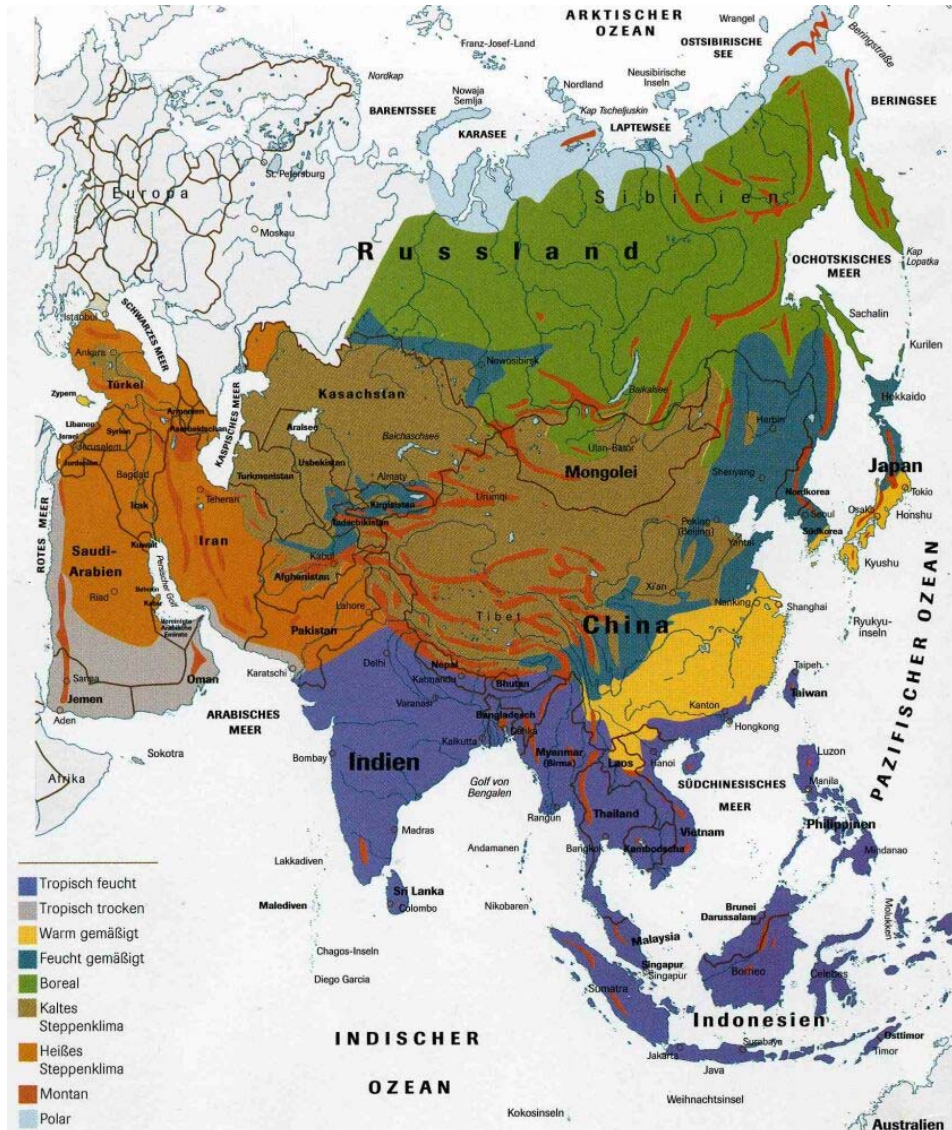 ARKTISCHER
OZEAN
Wrangel
Beringstraße
OSTSIBIRISCHE
SEE
Franz-Josef-Land
Nordkap
Nordland
Neusibirische
Inseln
BERINGSEE
Nowaja
Semlja
BARENTSSEE
Kap Tscheljuskin
KARASEE
LAPTEWSEE
St. Petersburg
Europa
Sibirien
Moskau
Russland
Kap
Lopatka
OCHOTSKISCHES
MEER
Istanbul
SCHWARZES MEER
Sachalin
Kurilen
Ankara
Nowosibirsk
Türkei
Kasachstan
Baikalsee
Hokkaido
Zypern
Armenien
Aserbaidschan
KASPISCHES MEER
Aralsee
Balchaschsee
Ulan-Bator
Harbin
Libanon
Syrien
Israel
Jerusalem
Jordanien
Usbekistan
Turkmenistan
Almaty
Mongolei
Japan
Bagdad
Teheran
Urumqi
Shenyang
Nordkorea
Tokio
Kirgisistan
Irak
Tadschikistan
Seoul
Osaka
Honshu
ROTES MEER
Iran
Peking
(Beijing)
Yantai
Südkorea
Kuwait
Kabul
Saudi-
Arabien
Persischer Golf
Afghanistan
Kyushu
Riad
Bahrain
Katar
Lahore
Xi'an
Nanking
Shanghai
Vereinigte
Arabische
Emirate
Pakistan
Tibet
China
Ryukyu-
inseln
Delhi
Nepal
Karatschi
Katmandu
Bhutan
Taipeh
Sanaa
Oman
Varanasi
Jemen
Bangladesch
Kanton
Taiwan
Aden
ARABISCHES
MEER
Dahka
Hongkong
Kalkutta
Myanmar
(Birma)
Laos
Hanoi
Sokotra
Bombay
Indien
Afrika
Golf von
Bengalen
SÜDCHINESISCHES
MEER
Luzon
PAZIFISCHER OZEAN
Manila
Thailand
Rangun
Vietnam
Philippinen
Madras
Andamanen
Bangkok
Kambodscha
Lakkadiven
Mindanao
Tropisch feucht
Sri Lanka
Malediven
Colombo
Nikobaren
Brunei
Darussalam
Molukken
Tropisch trocken
Warm gemäßigt
Malaysia
Feucht gemäßigt
Chagos-Inseln
Singapur
Singapur
Borneo
Celebes
Boreal
Diego Garcia
Sumatra
Kaltes
Steppenklima
Indonesien
INDISCHER
OZEAN
Osttimor
Surabaya
Jakarta
Timor
Heißes
Steppenklima
Java
Weihnachtsinsel
Montan
Polar
Kokosinseln
Australien